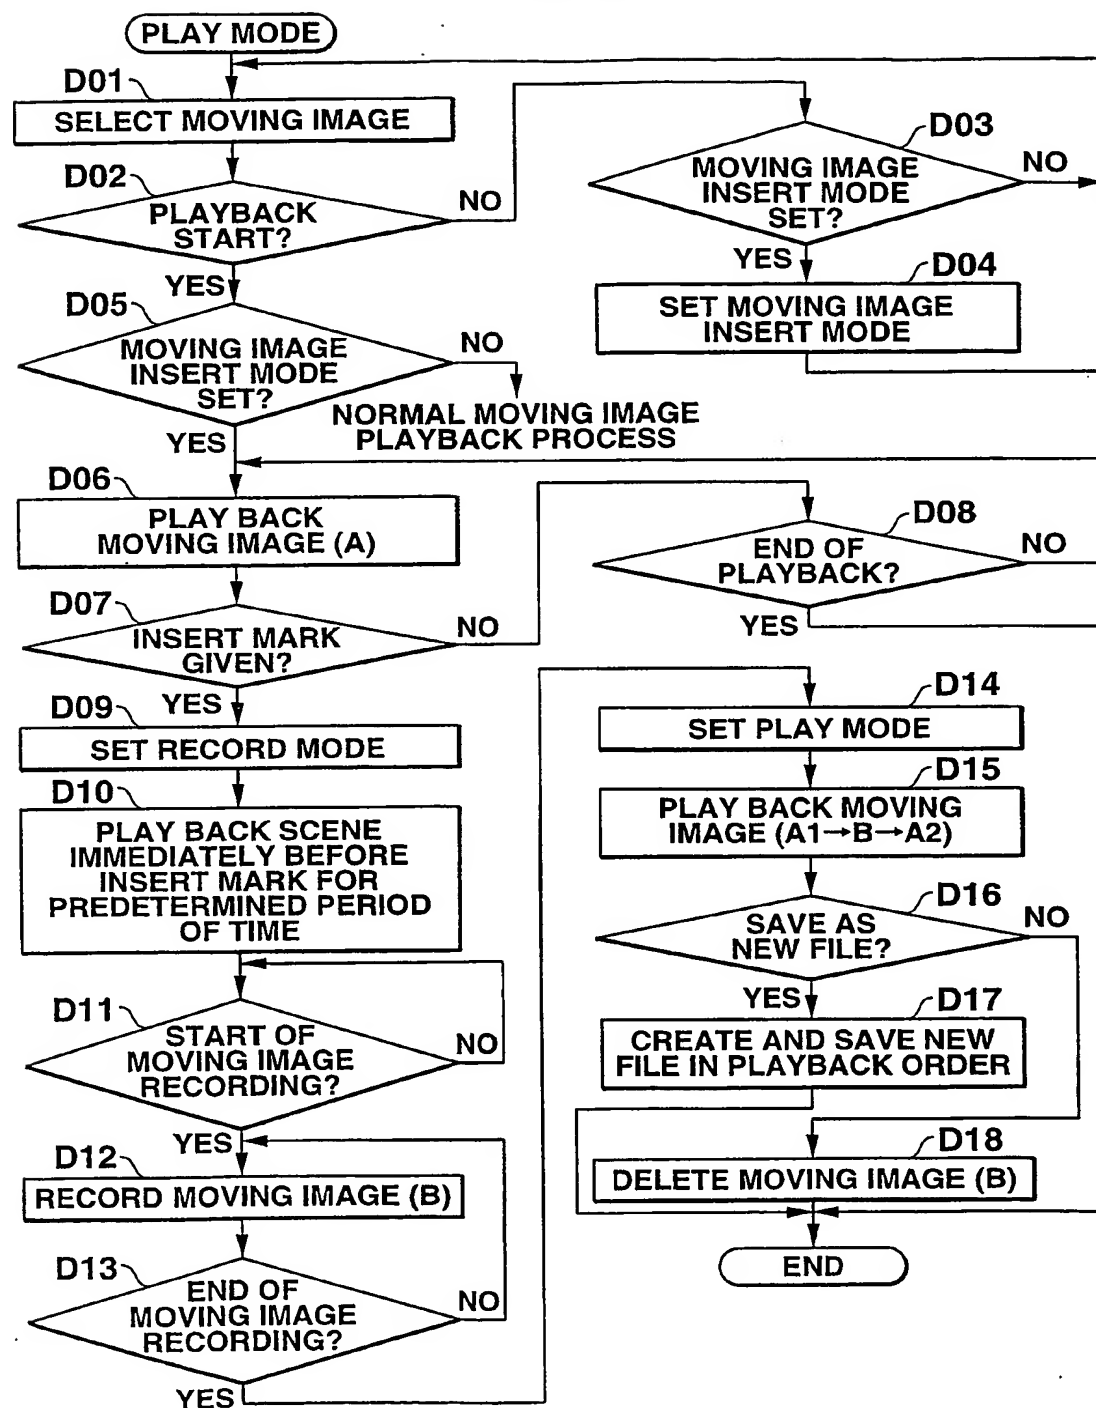 PLAY MODE
D01
SELECT MOVING IMAGE
D02
PLAYBACK
START?
NO
YES
D03
MOVING IMAGE
INSERT MODE
SET?
NO
YES
D04
SET MOVING IMAGE
INSERT MODE
D05
MOVING IMAGE
INSERT MODE
SET?
NO
NORMAL MOVING IMAGE
PLAYBACK PROCESS
YES
D06
PLAY BACK
MOVING IMAGE (A)
D07
INSERT MARK
GIVEN?
NO
YES
D08
END OF
PLAYBACK?
NO
YES
D09
SET RECORD MODE
D10
PLAY BACK SCENE
IMMEDIATELY BEFORE
INSERT MARK FOR
PREDETERMINED PERIOD
OF TIME
D11
START OF
MOVING IMAGE
RECORDING?
NO
YES
D12
RECORD MOVING IMAGE (B)
D13
END OF
MOVING IMAGE
RECORDING?
NO
YES
D14
SET PLAY MODE
D15
PLAY BACK MOVING
IMAGE (A1→B→A2)
D16
SAVE AS
NEW FILE?
NO
YES
D17
CREATE AND SAVE NEW
FILE IN PLAYBACK ORDER
D18
DELETE MOVING IMAGE (B)
END